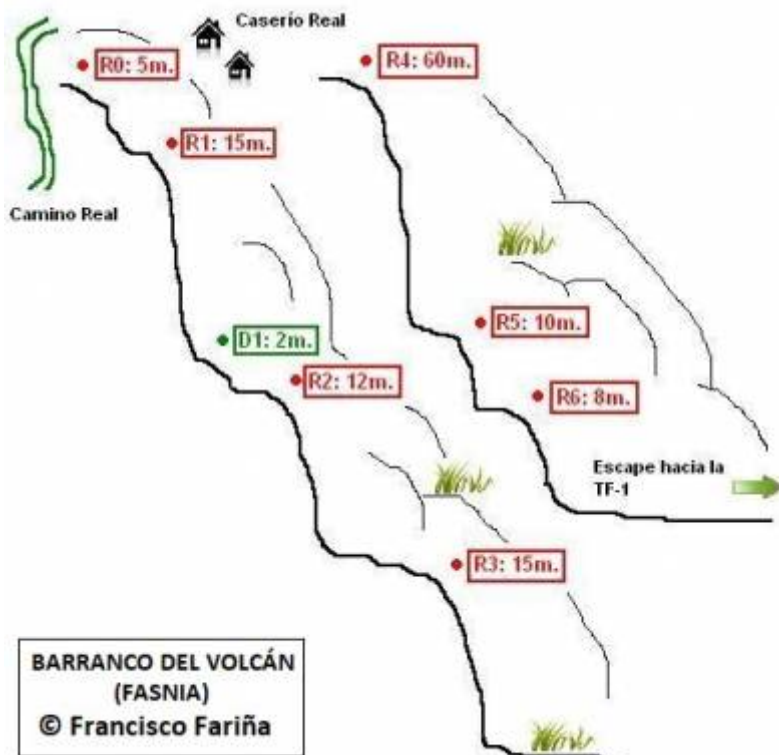 Caserío Real
R0: 5m.
R4: 60m.
R1: 15m.
Camino Real
R5: 10m.
D1: 2m.
R2: 12m.
R6: 8m.
Escape hacia la
TF-1
R3: 15m.
BARRANCO DEL VOLCÁN
(FASNIA)
© Francisco Fariña